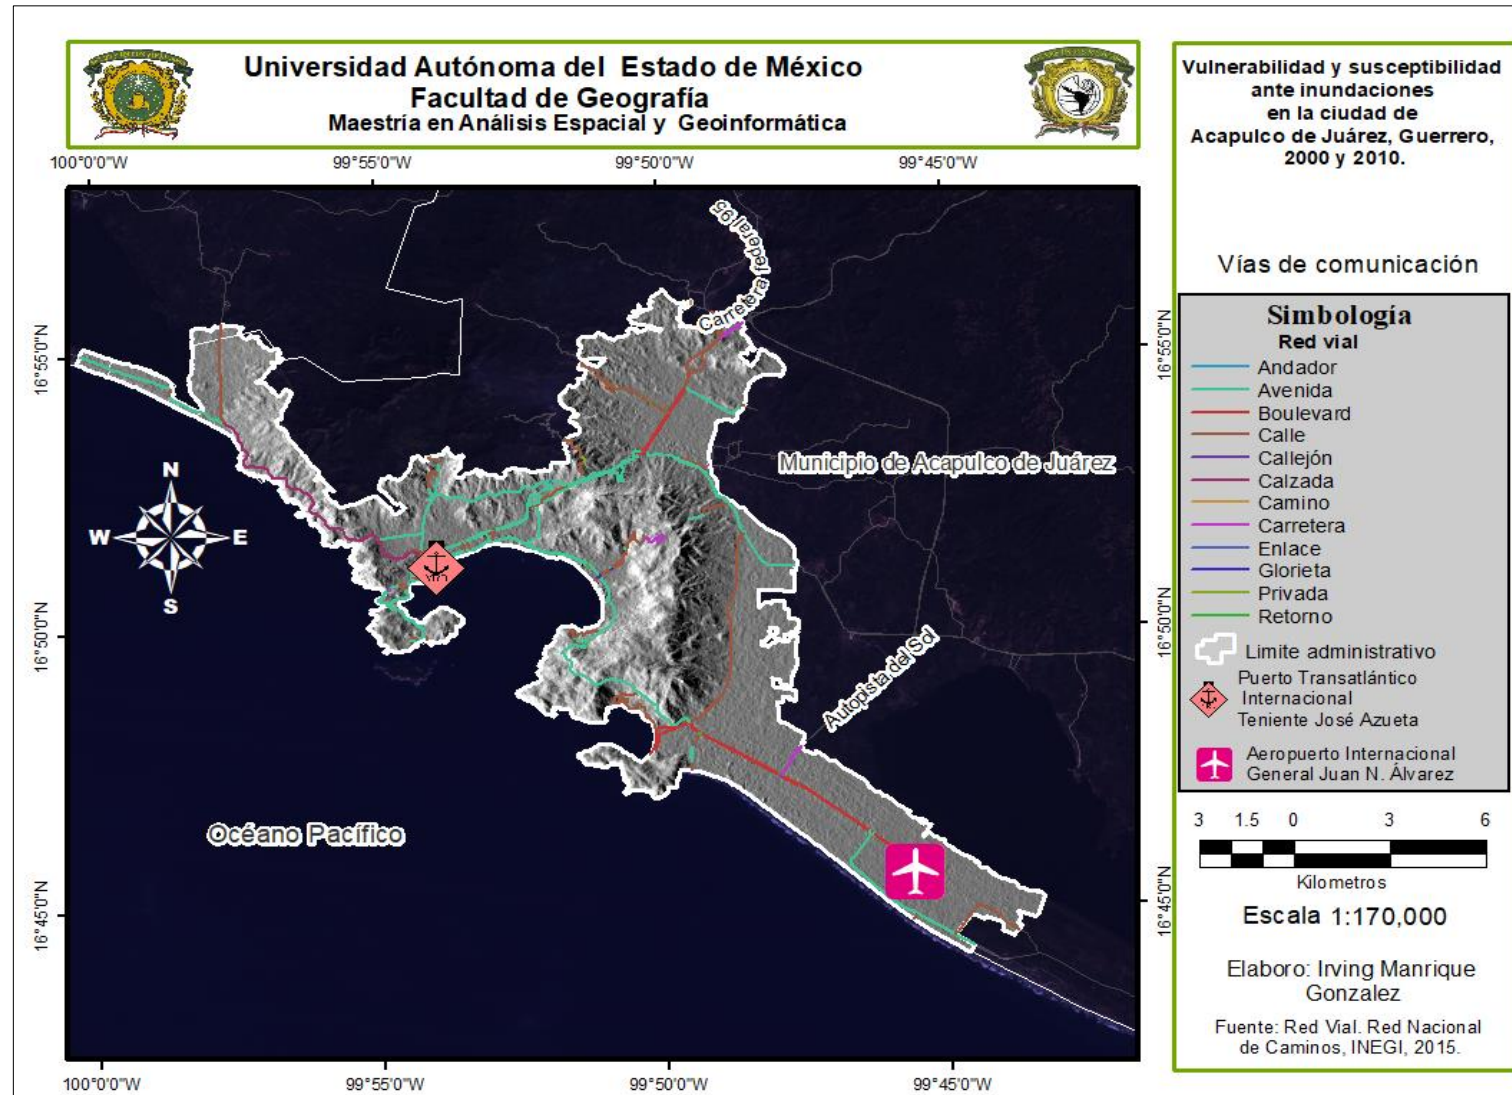 Universidad Autónoma del Estado de México
Facultad de Geografía
Maestría en Análisis Espacial y Geoinformática
Vulnerabilidad y susceptibilidad
ante inundaciones
en la ciudad de
Acapulco de Juárez, Guerrero,
2000 y 2010.
100°0'0"W
99°55'0"W
99°50'0"W
99°45'0"W
16°55'0"N
16°50'0"N
16°45'0"N
16°55'0"N
16°50'0"N
16°45'0"N
Carretera federal 95
Municipio de Acapulco de Juárez
N
W
E
S
Autopista del Sol
Océano Pacífico
100°0'0"W
99°55'0"W
99°50'0"W
99°45'0"W
Vías de comunicación
Simbología
Red vial
Andador
Avenida
Boulevard
Calle
Callejón
Calzada
Camino
Carretera
Enlace
Glorieta
Privada
Retorno
Limite administrativo
Puerto Transatlántico
Internacional
Teniente José Azueta
Aeropuerto Internacional
General Juan N. Álvarez
3 1.5 0 3 6
Kilometros
Escala 1:170,000
Elaboro: Irving Manrique
Gonzalez
Fuente: Red Vial. Red Nacional
de Caminos, INEGI, 2015.